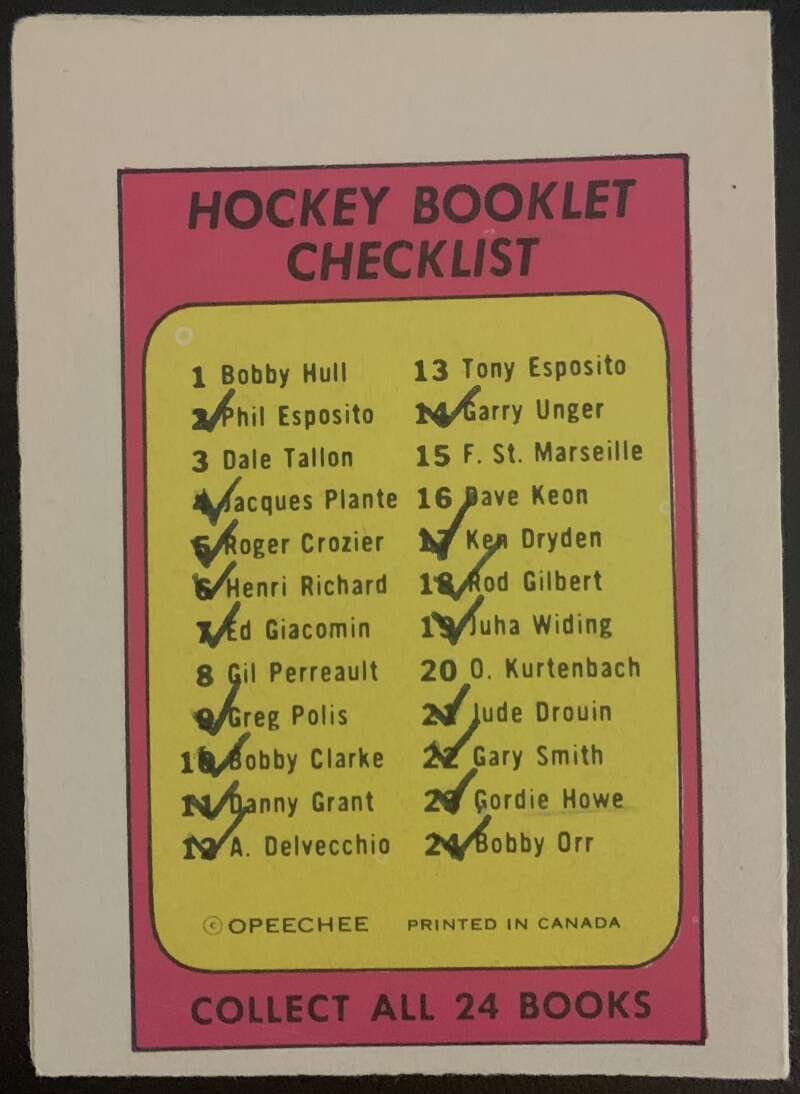 HOCKEY BOOKLET
CHECKLIST
1 Bobby Hull
2 Phil Esposito
3 Dale Tallon
4 Jacques Plante
5 Roger Crozier
6 Henri Richard
7 Ed Giacomin
8 Gil Perreault
9 Greg Polis
10 Bobby Clarke
11 Danny Grant
12 A. Delvecchio
13 Tony Esposito
14 Garry Unger
15 F. St. Marseille
16 Dave Keon
17 Ken Dryden
18 Rod Gilbert
19 Juha Widing
20 O. Kurtenbach
21 Jude Drouin
22 Gary Smith
23 Gordie Howe
24 Bobby Orr
© OPEECHEE PRINTED IN CANADA
COLLECT ALL 24 BOOKS